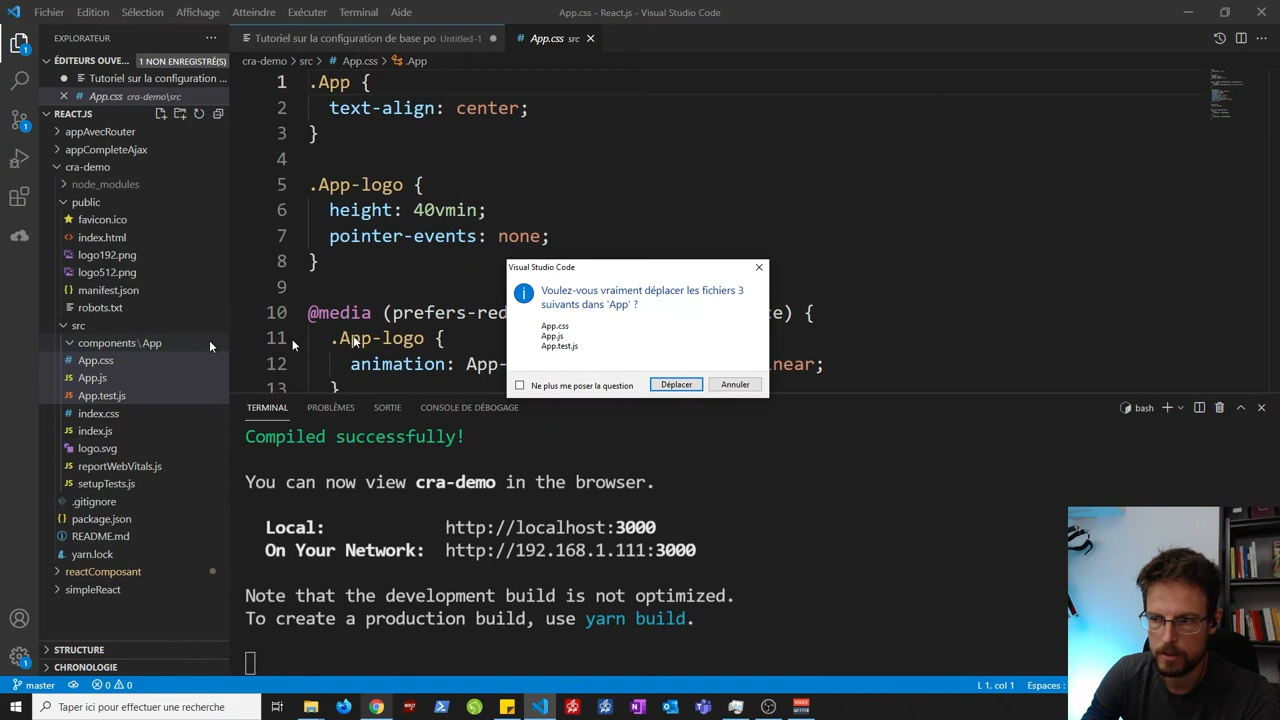 Fichier Edition Sélection Affichage Atteindre Exécuter Terminal Aide
App.css - React.js - Visual Studio Code
EXPLORATEUR
ÉDITEURS OUVE... 1 NON ENREGISTRÉ(S)
Tutoriel sur la configuration ...
# App.css cra-demo\src
REACT.JS
appAvecRouter
appCompleteAjax
cra-demo
node_modules
public
favicon.ico
index.html
logo192.png
logo512.png
manifest.json
robots.txt
src
components \ App
# App.css
JS App.js
JS App.test.js
# index.css
JS index.js
logo.svg
JS reportWebVitals.js
JS setupTests.js
.gitignore
package.json
README.md
yarn.lock
reactComposant
simpleReact
STRUCTURE
CHRONOLOGIE
Tutoriel sur la configuration de base po Untitled-1
# App.css src
cra-demo > src > # App.css > .App
1 .App {
2 text-align: center;
3 }
4
5 .App-logo {
6 height: 40vmin;
7 pointer-events: none;
8 }
9
10 @media (prefers-red
e) {
11 .App-logo {
12 animation: App-
inear;
13 }
Visual Studio Code
Voulez-vous vraiment déplacer les fichiers 3
suivants dans 'App' ?
App.css
App.js
App.test.js
Ne plus me poser la question
Déplacer
Annuler
TERMINAL PROBLÈMES SORTIE CONSOLE DE DÉBOGAGE
bash
Compiled successfully!
You can now view cra-demo in the browser.
Local: http://localhost:3000
On Your Network: http://192.168.1.111:3000
Note that the development build is not optimized.
To create a production build, use yarn build.
master 0 0
L 1, col 1 Espaces :
Taper ici pour effectuer une recherche